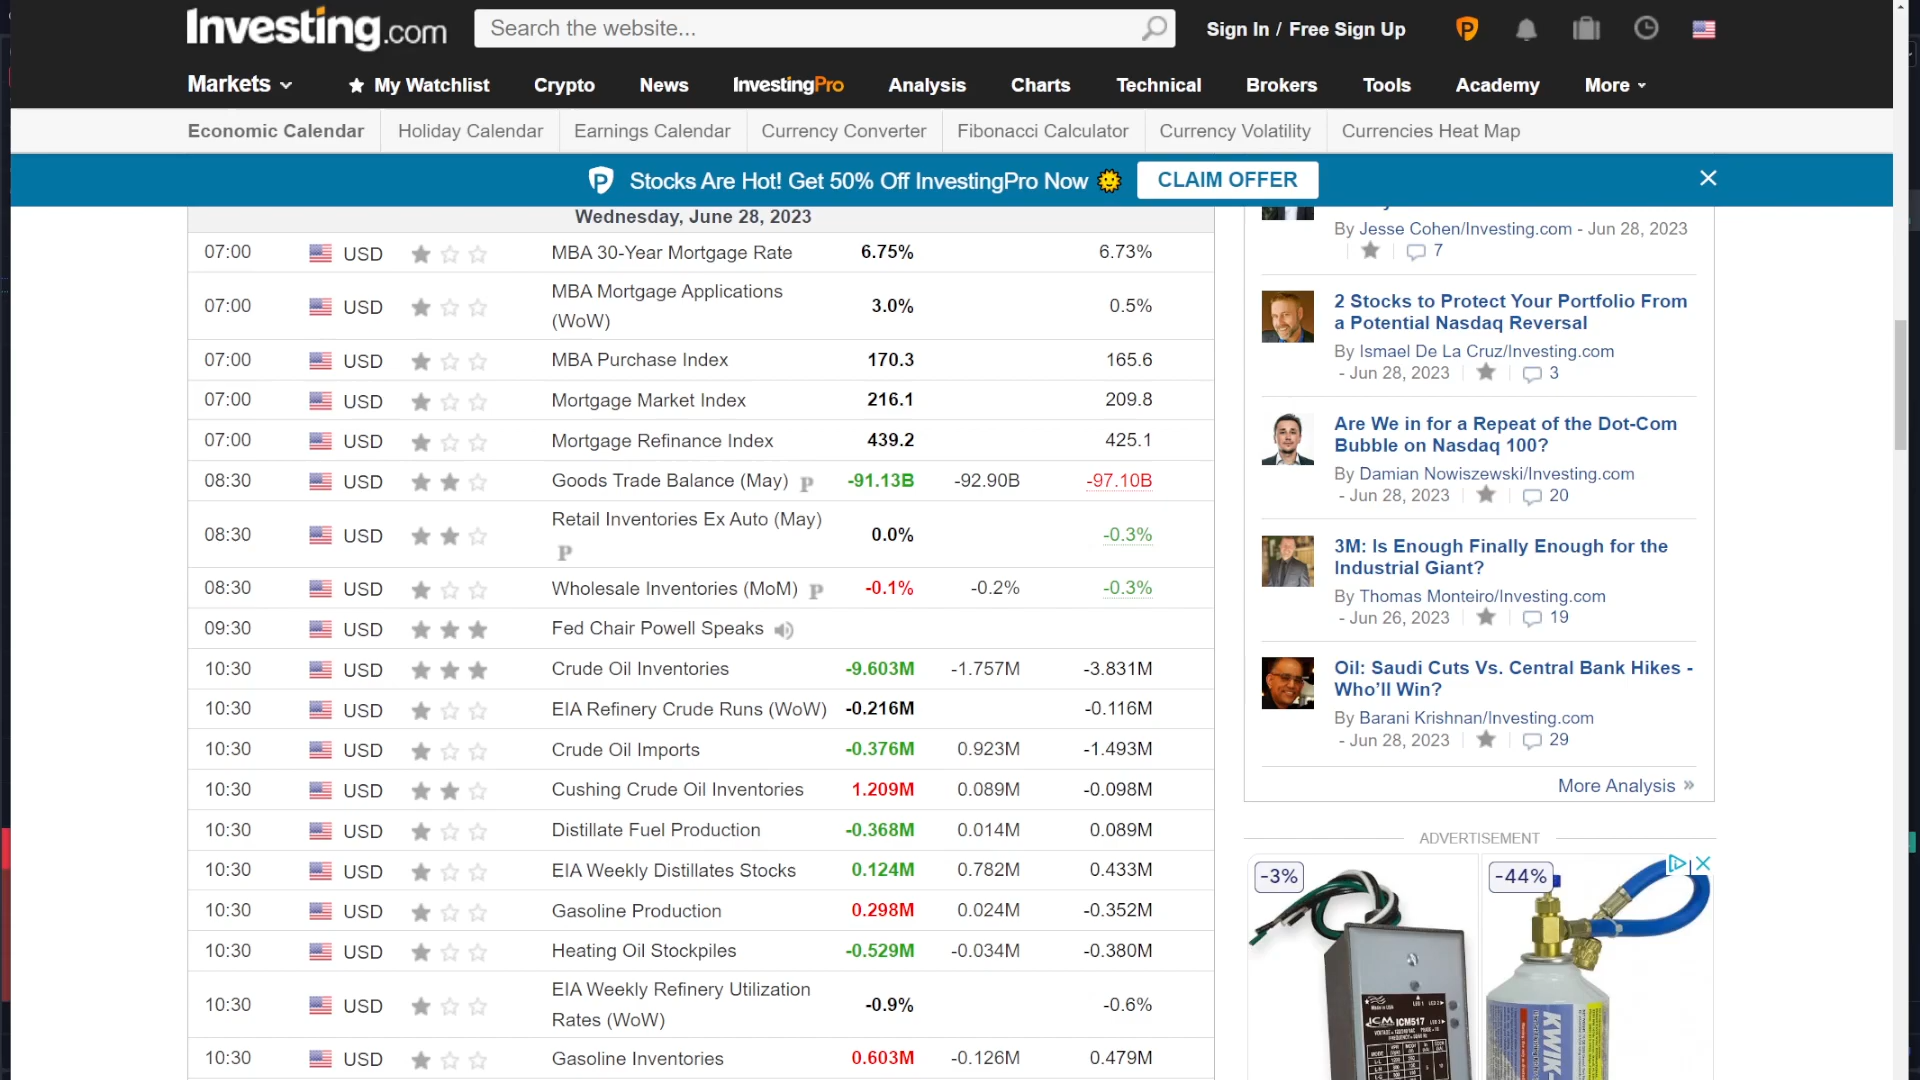 Investing.com
Search the website...
Sign In / Free Sign Up
Markets
My Watchlist
Crypto
News
InvestingPro
Analysis
Charts
Technical
Brokers
Tools
Academy
More
Economic Calendar
Holiday Calendar
Earnings Calendar
Currency Converter
Fibonacci Calculator
Currency Volatility
Currencies Heat Map
Stocks Are Hot! Get 50% Off InvestingPro Now
CLAIM OFFER
Wednesday, June 28, 2023
07:00 USD MBA 30-Year Mortgage Rate 6.75% 6.73%
07:00 USD MBA Mortgage Applications
(WoW) 3.0% 0.5%
07:00 USD MBA Purchase Index 170.3 165.6
07:00 USD Mortgage Market Index 216.1 209.8
07:00 USD Mortgage Refinance Index 439.2 425.1
08:30 USD Goods Trade Balance (May) P -91.13B -92.90B -97.10B
08:30 USD Retail Inventories Ex Auto (May)
P 0.0% -0.3%
08:30 USD Wholesale Inventories (MoM) P -0.1% -0.2% -0.3%
09:30 USD Fed Chair Powell Speaks
10:30 USD Crude Oil Inventories -9.603M -1.757M -3.831M
10:30 USD EIA Refinery Crude Runs (WoW) -0.216M -0.116M
10:30 USD Crude Oil Imports -0.376M 0.923M -1.493M
10:30 USD Cushing Crude Oil Inventories 1.209M 0.089M -0.098M
10:30 USD Distillate Fuel Production -0.368M 0.014M 0.089M
10:30 USD EIA Weekly Distillates Stocks 0.124M 0.782M 0.433M
10:30 USD Gasoline Production 0.298M 0.024M -0.352M
10:30 USD Heating Oil Stockpiles -0.529M -0.034M -0.380M
10:30 USD EIA Weekly Refinery Utilization
Rates (WoW) -0.9% -0.6%
10:30 USD Gasoline Inventories 0.603M -0.126M 0.479M
By Jesse Cohen/Investing.com - Jun 28, 2023
7
2 Stocks to Protect Your Portfolio From
a Potential Nasdaq Reversal
By Ismael De La Cruz/Investing.com
- Jun 28, 2023 3
Are We in for a Repeat of the Dot-Com
Bubble on Nasdaq 100?
By Damian Nowiszewski/Investing.com
- Jun 28, 2023 20
3M: Is Enough Finally Enough for the
Industrial Giant?
By Thomas Monteiro/Investing.com
- Jun 26, 2023 19
Oil: Saudi Cuts Vs. Central Bank Hikes -
Who'll Win?
By Barani Krishnan/Investing.com
- Jun 28, 2023 29
More Analysis »
ADVERTISEMENT
-3%
-44%
ICM ICM517
KWIK-